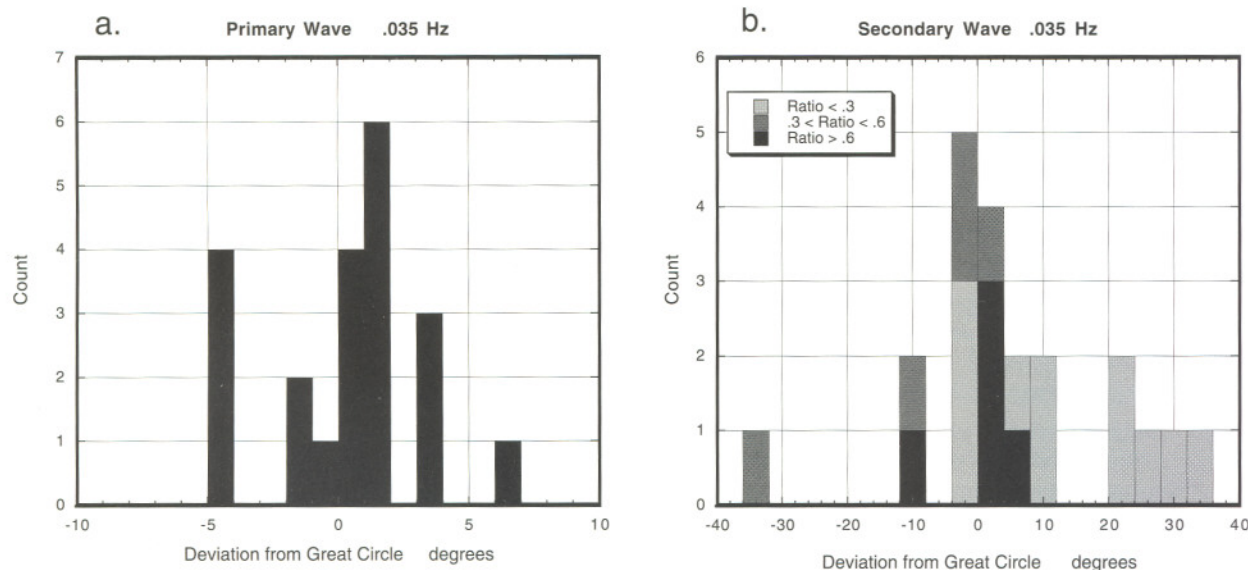 a.
Primary Wave .035 Hz
7
6
5
4
3
2
1
0
Count
-10
-5
0
5
10
Deviation from Great Circle degrees
b.
Secondary Wave .035 Hz
Ratio < .3
.3 < Ratio < .6
Ratio > .6
6
5
4
3
2
1
0
Count
-40
-20
-10
0
10
20
30
40
Deviation from Great Circle degrees